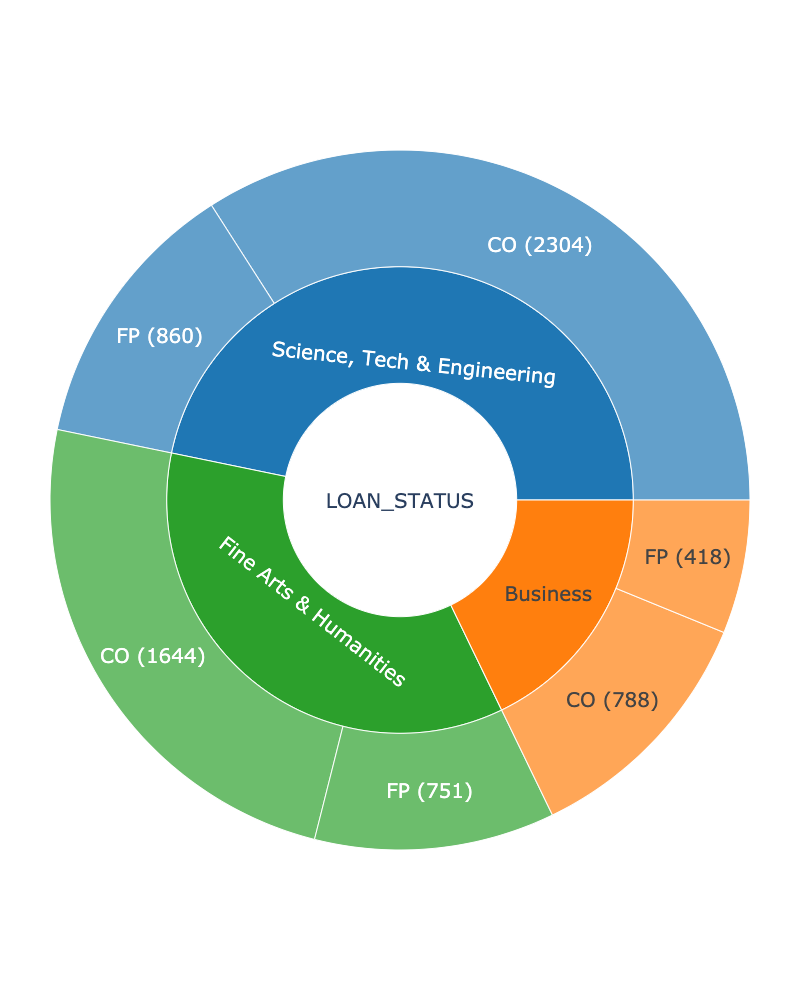 CO (2304)
FP (860)
Science, Tech & Engineering
LOAN_STATUS
Fine Arts & Humanities
Business
FP (418)
CO (1644)
CO (788)
FP (751)